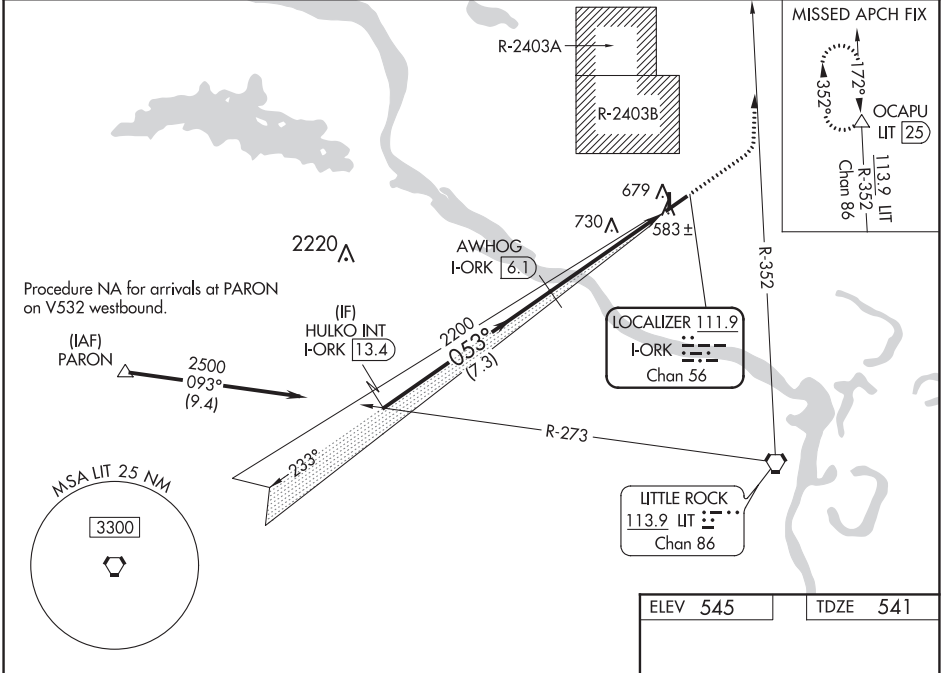 R-2403A
R-2403B
MISSED APCH FIX
172°
352°
OCAPU
LIT 25
113.9 LIT
R-352
Chan 86
679
730
583 ±
2220
AWHOG
I-ORK 6.1
R-352
Procedure NA for arrivals at PARON
on V532 westbound.
(IAF)
PARON
2500
093°
(9.4)
(IF)
HULKO INT
I-ORK 13.4
2200
053°
(7.3)
LOCALIZER 111.9
I-ORK
Chan 56
R-273
233°
MSA LIT 25 NM
3300
LITTLE ROCK
113.9 LIT
Chan 86
ELEV 545
TDZE 541